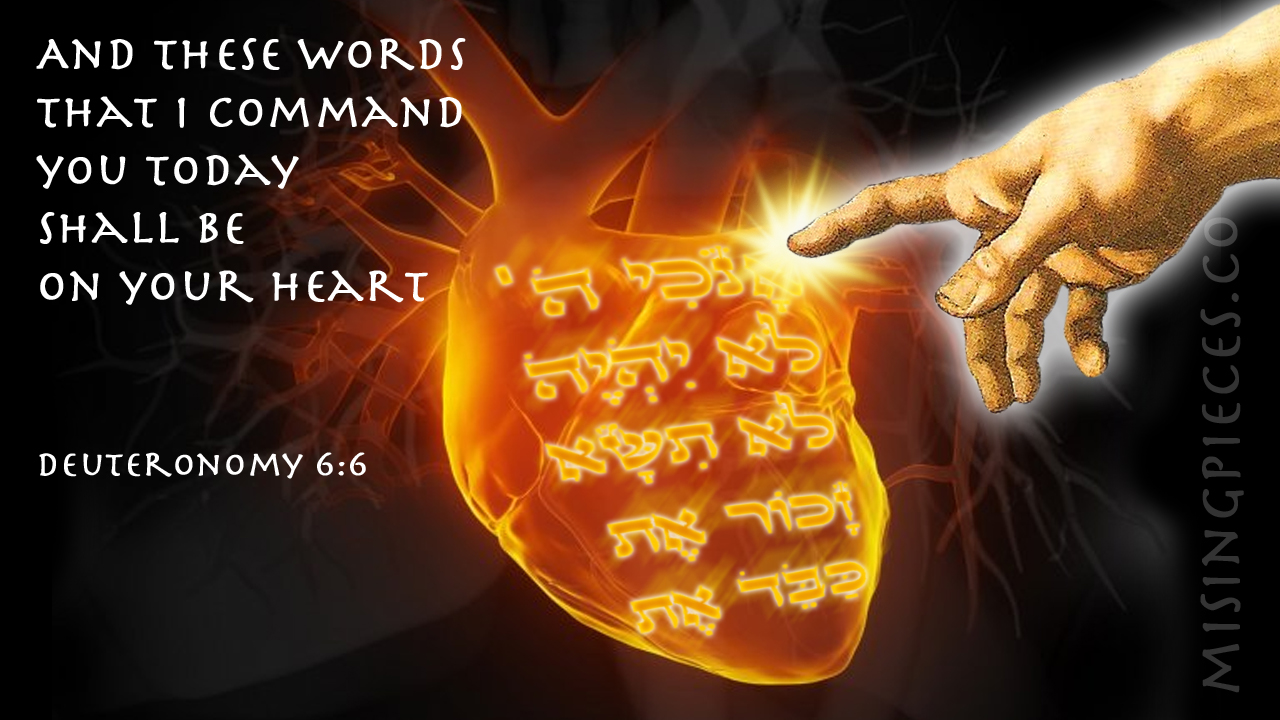 AND THESE WORDS
THAT I COMMAND
YOU TODAY
SHALL BE
ON YOUR HEART
DEUTERONOMY 6:6
אָנֹכִי ה'
לֹא יִהְיֶה
לֹא תִשָּׂא
זָכוֹר אֶת
כַּבֵּד אֶת
MISINGPIECES.CO